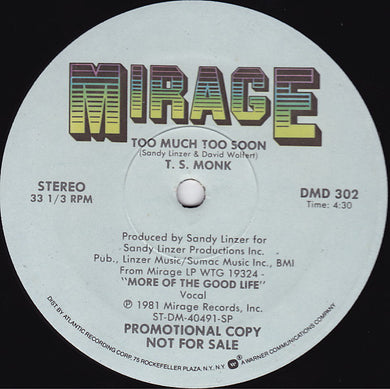 MIRAGE
TOO MUCH TOO SOON
(Sandy Linzer & David Wolfert)
T. S. MONK
STEREO
33 1/3 RPM
DMD 302
Time: 4:30
Produced by Sandy Linzer for
Sandy Linzer Productions Inc.
Pub., Linzer Music/Sumac Music Inc., BMI
From Mirage LP WTG 19324 -
"MORE OF THE GOOD LIFE"
Vocal
℗ 1981 Mirage Records, Inc.
ST-DM-40491-SP
PROMOTIONAL COPY
NOT FOR SALE
DIST. BY ATLANTIC RECORDING CORP. 75 ROCKEFELLER PLAZA, N.Y., N.Y. W A WARNER COMMUNICATIONS COMPANY